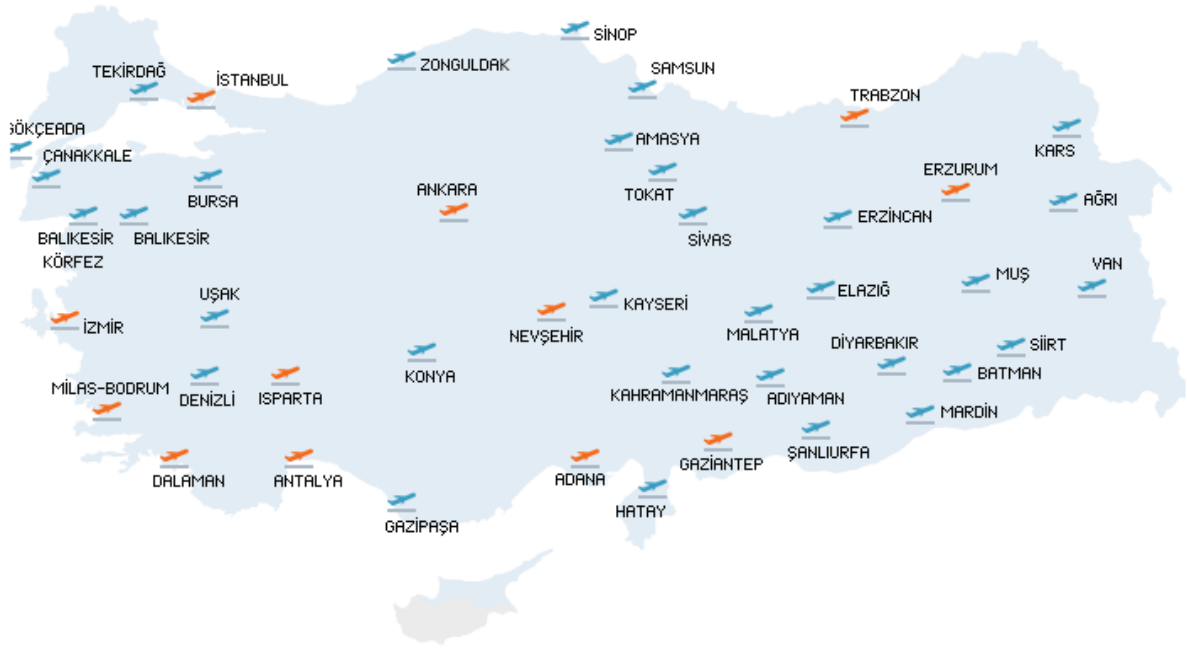 SİNOP
ZONGULDAK
TEKİRDAĞ
İSTANBUL
SAMSUN
TRABZON
GÖKÇEADA
ÇANAKKALE
AMASYA
KARS
BURSA
ANKARA
TOKAT
ERZURUM
AĞRI
BALIKESİR
KÖRFEZ
BALIKESİR
SİVAS
ERZİNCAN
UŞAK
KAYSERİ
ELAZIĞ
MUŞ
VAN
İZMİR
NEVŞEHİR
MALATYA
DİYARBAKIR
SİİRT
MİLAS-BODRUM
DENİZLİ
ISPARTA
KONYA
KAHRAMANMARAŞ
ADIYAMAN
BATMAN
MARDİN
DALAMAN
ANTALYA
ADANA
GAZİANTEP
ŞANLIURFA
GAZİPAŞA
HATAY